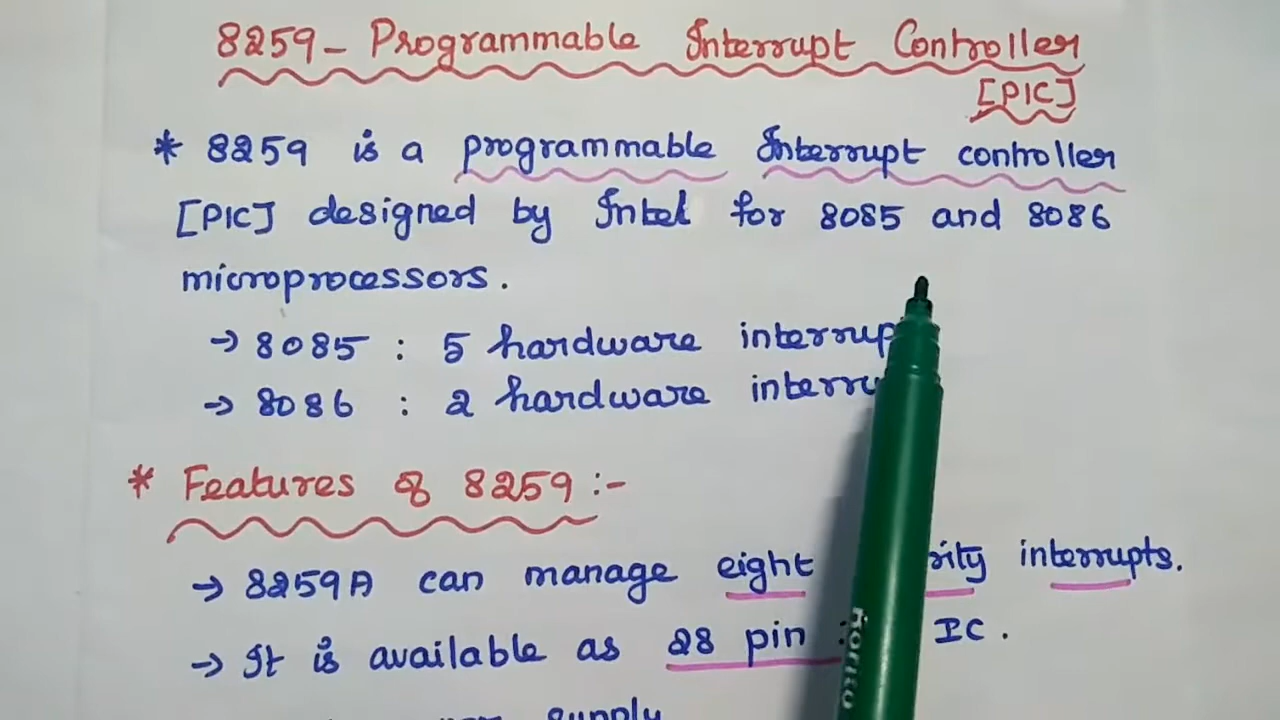 8259 - Programmable Interrupt Controller
[PIC]
* 8259 is a programmable Interrupt controller
[PIC] designed by Intel for 8085 and 8086
microprocessors.
→ 8085 : 5 hardware interrup
→ 8086 : 2 hardware interru
* Features of 8259 :-
→ 8259A can manage eight rity interrupts.
→ It is available as 28 pin : IC.
supply